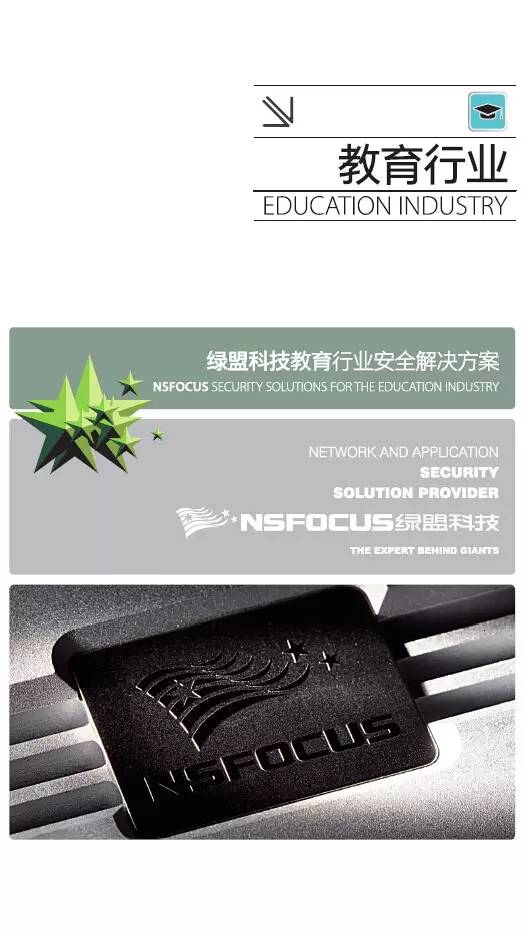 教育行业
EDUCATION INDUSTRY
绿盟科技教育行业安全解决方案
NSFOCUS SECURITY SOLUTIONS FOR THE EDUCATION INDUSTRY
NETWORK AND APPLICATION
SECURITY
SOLUTION PROVIDER
NSFOCUS绿盟科技
THE EXPERT BEHIND GIANTS
NSFOCUS